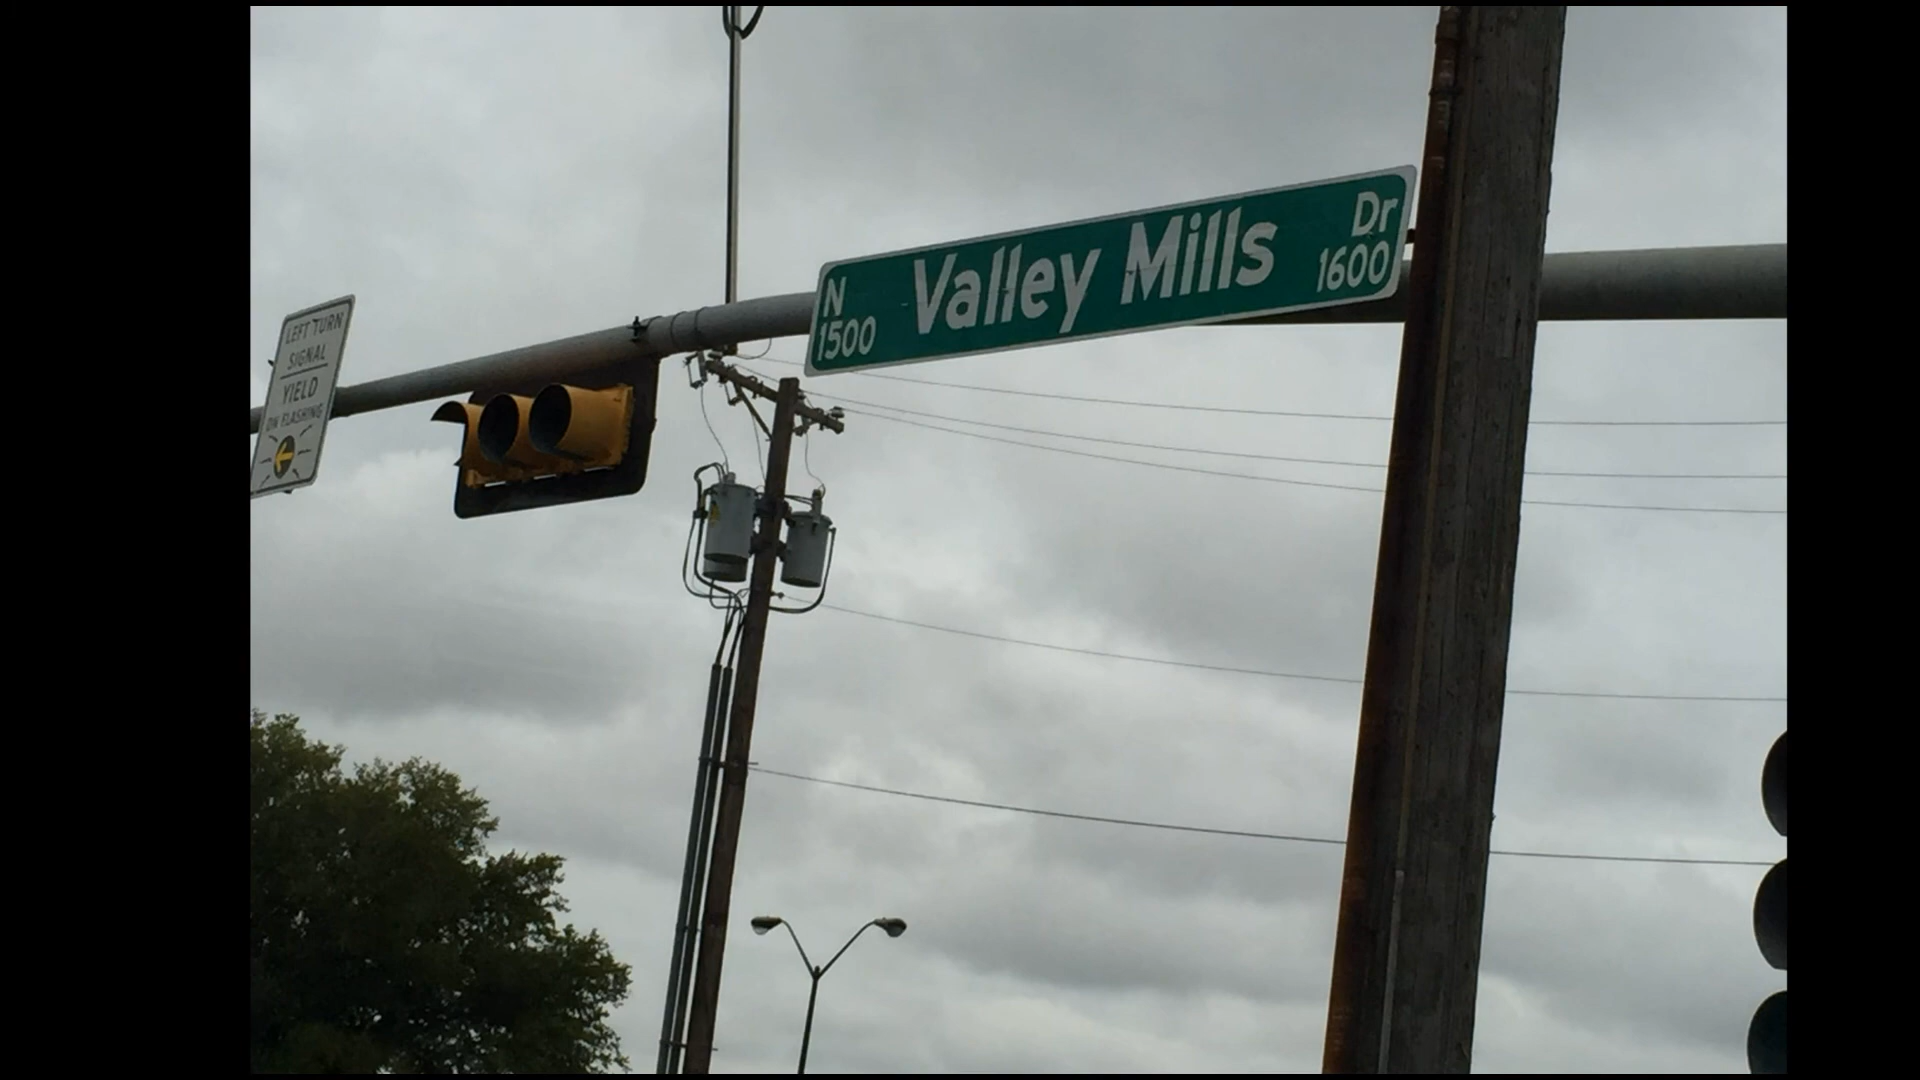 LEFT TURN
SIGNAL
YIELD
ON FLASHING
N Valley Mills Dr
1500 1600